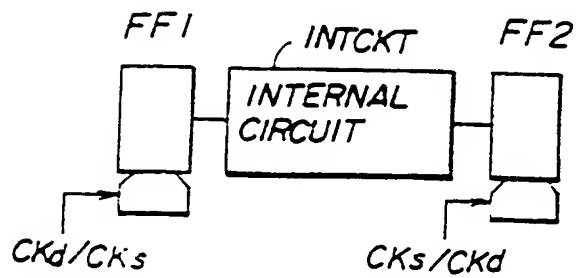 FF1
INTCKT
FF2
INTERNAL
CIRCUIT
CKd/CKs
CKs/CKd